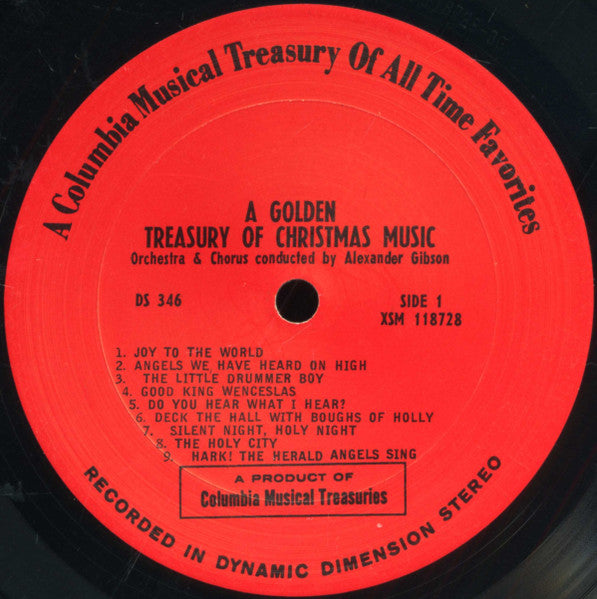 A Columbia Musical Treasury Of All Time Favorites
A GOLDEN
TREASURY OF CHRISTMAS MUSIC
Orchestra & Chorus conducted by Alexander Gibson
DS 346
SIDE 1
XSM 118728
1. JOY TO THE WORLD
2. ANGELS WE HAVE HEARD ON HIGH
3. THE LITTLE DRUMMER BOY
4. GOOD KING WENCESLAS
5. DO YOU HEAR WHAT I HEAR?
6. DECK THE HALL WITH BOUGHS OF HOLLY
7. SILENT NIGHT, HOLY NIGHT
8. THE HOLY CITY
9. HARK! THE HERALD ANGELS SING
A PRODUCT OF
Columbia Musical Treasuries
RECORDED IN DYNAMIC DIMENSION STEREO